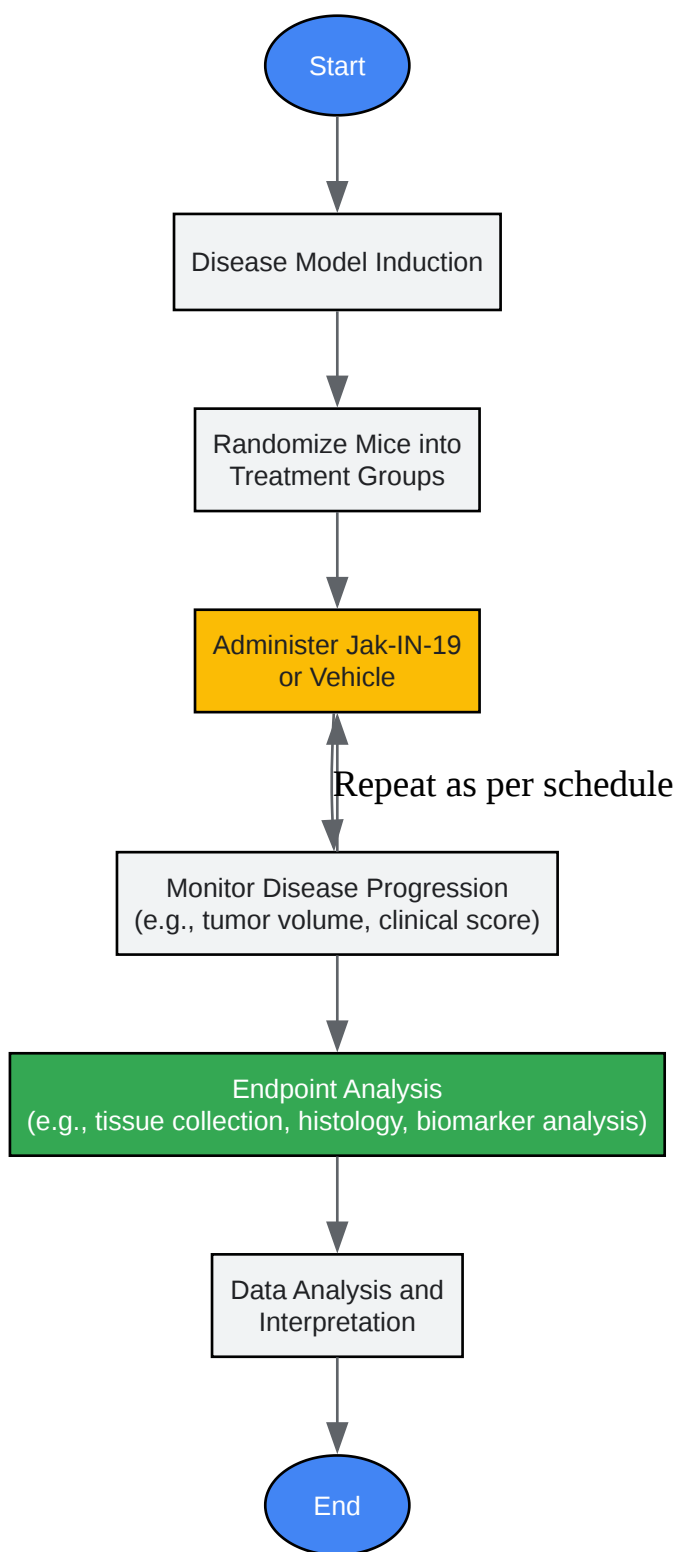 Start
Disease Model Induction
Randomize Mice into
Treatment Groups
Administer Jak-IN-19
or Vehicle
Repeat as per schedule
Monitor Disease Progression
(e.g., tumor volume, clinical score)
Endpoint Analysis
(e.g., tissue collection, histology, biomarker analysis)
Data Analysis and
Interpretation
End